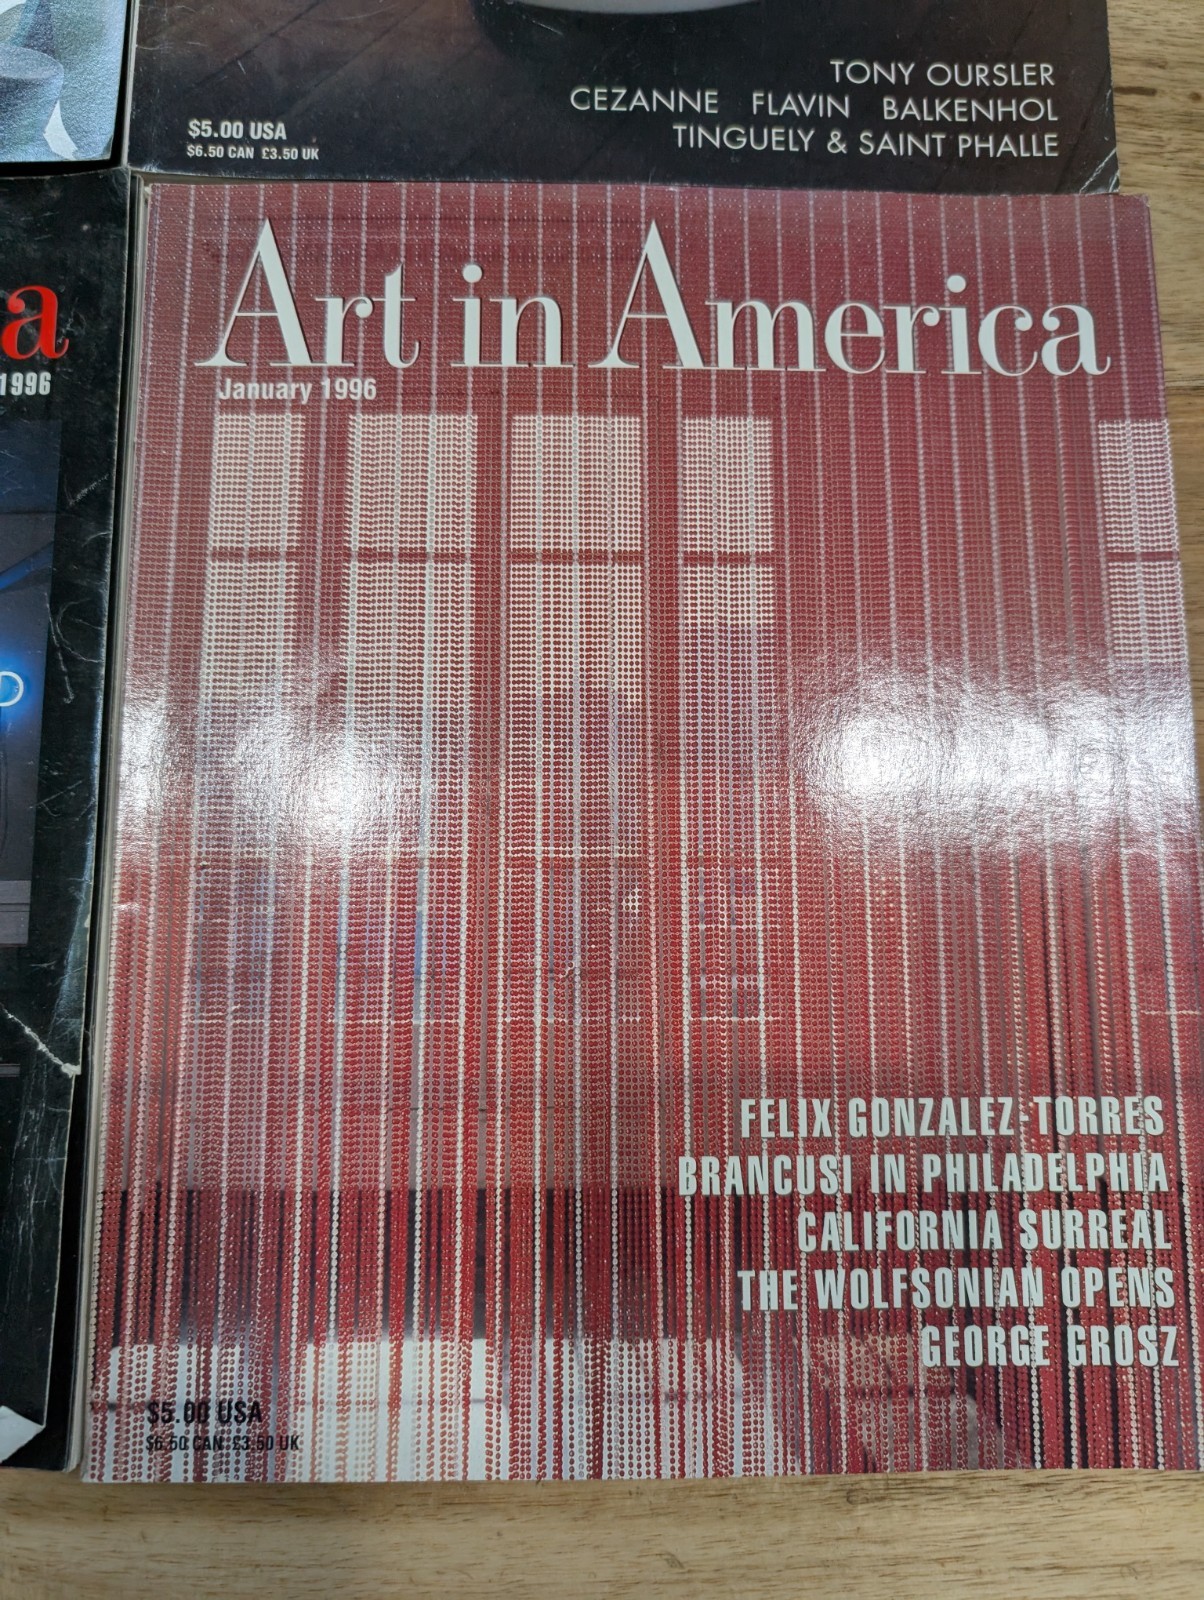 TONY OURSLER
CEZANNE FLAVIN BALKENHOL
TINGUELY & SAINT PHALLE
$5.00 USA
$6.50 CAN £3.50 UK
a
1996
D
Art in America
January 1996
FELIX GONZALEZ-TORRES
BRANCUSI IN PHILADELPHIA
CALIFORNIA SURREAL
THE WOLFSONIAN OPENS
GEORGE GROSZ
$5.00 USA
$6.50 CAN £3.50 UK